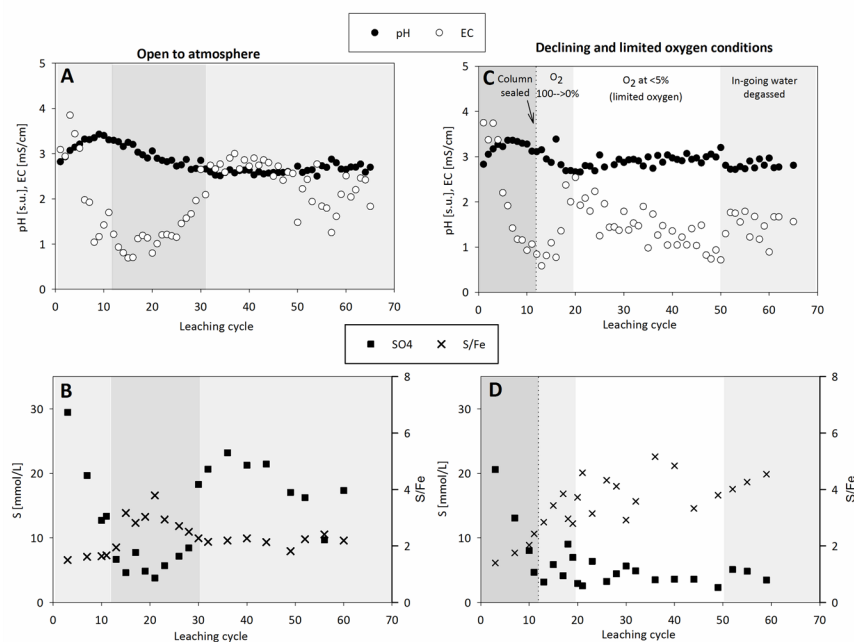 Open to atmosphere
pH EC
Declining and limited oxygen conditions
A
5
4
3
2
1
0
pH [s.u.], EC [mS/cm]
0 10 20 30 40 50 60 70
Leaching cycle
C
Column
sealed
O2
100-->0%
O2 at <5%
(limited oxygen)
In-going water
degassed
5
4
3
2
1
0
pH [s.u.], EC [mS/cm]
0 10 20 30 40 50 60 70
Leaching cycle
SO4 S/Fe
B
30
20
10
0
S [mmol/L]
8
6
4
2
0
S/Fe
0 10 20 30 40 50 60 70
Leaching cycle
D
30
20
10
0
S [mmol/L]
8
6
4
2
0
S/Fe
0 10 20 30 40 50 60 70
Leaching cycle